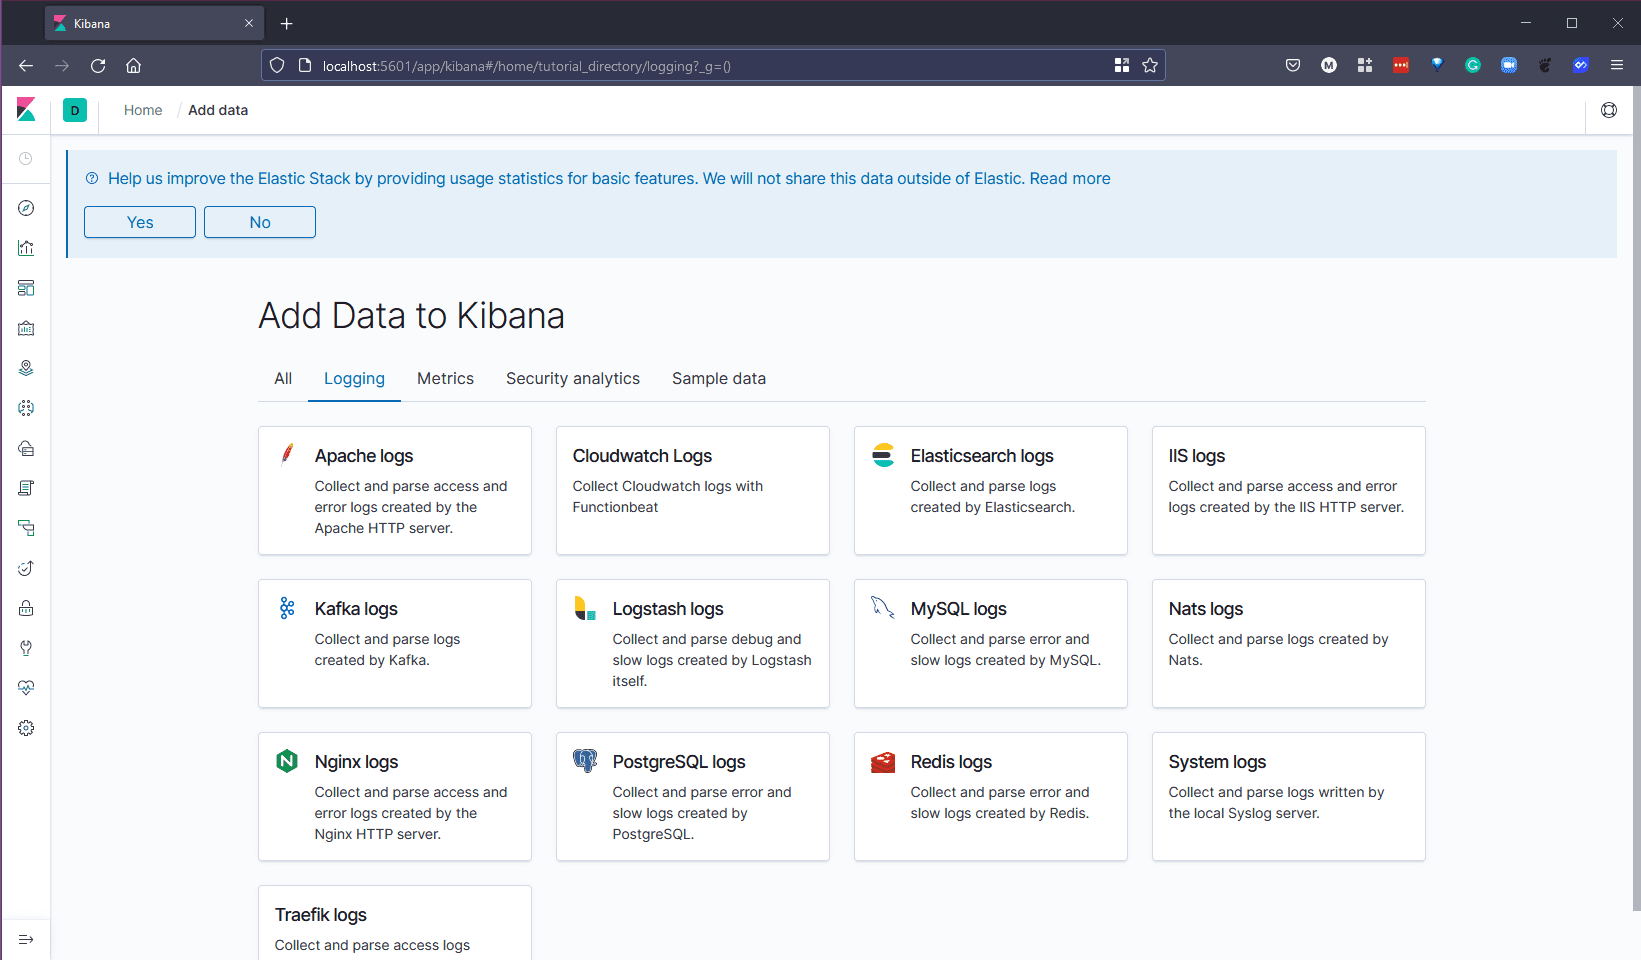 Kibana
localhost:5601/app/kibana#/home/tutorial_directory/logging?_g=()
M
D
Home / Add data
Help us improve the Elastic Stack by providing usage statistics for basic features. We will not share this data outside of Elastic. Read more
Yes No
Add Data to Kibana
All Logging Metrics Security analytics Sample data
Apache logs
Collect and parse access and
error logs created by the
Apache HTTP server.
Cloudwatch Logs
Collect Cloudwatch logs with
Functionbeat
Elasticsearch logs
Collect and parse logs
created by Elasticsearch.
IIS logs
Collect and parse access and error
logs created by the IIS HTTP server.
Kafka logs
Collect and parse logs
created by Kafka.
Logstash logs
Collect and parse debug and
slow logs created by Logstash
itself.
MySQL logs
Collect and parse error and
slow logs created by MySQL.
Nats logs
Collect and parse logs created by
Nats.
N
Nginx logs
Collect and parse access and
error logs created by the
Nginx HTTP server.
PostgreSQL logs
Collect and parse error and
slow logs created by
PostgreSQL.
Redis logs
Collect and parse error and
slow logs created by Redis.
System logs
Collect and parse logs written by
the local Syslog server.
Traefik logs
Collect and parse access logs